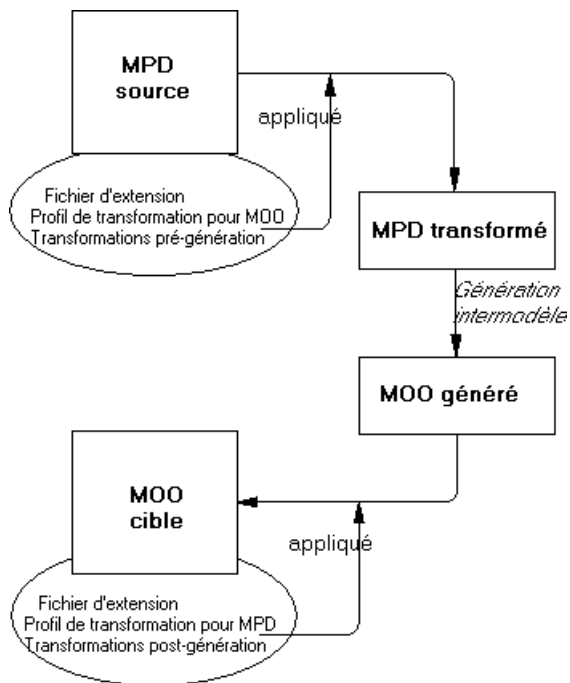 MPD
source
appliqué
Fichier d'extension
Profil de transformation pour MOO
Transformations pré-génération
MPD transformé
Génération
intermodèle
MOO généré
MOO
cible
appliqué
Fichier d'extension
Profil de transformation pour MPD
Transformations post-génération